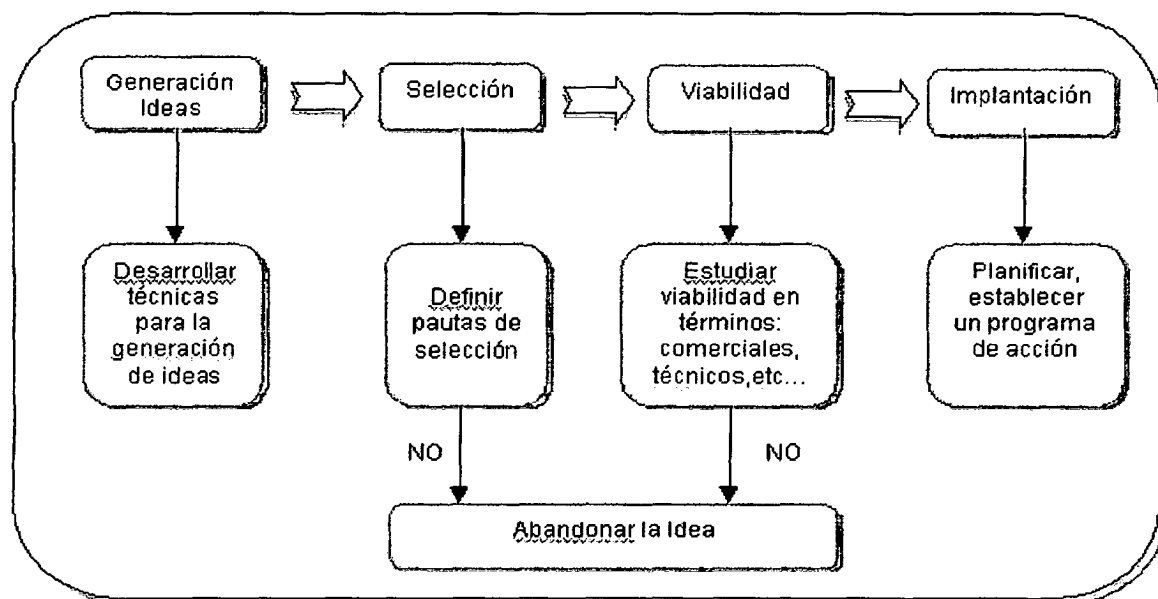 Generación
Ideas
Selección
Viabilidad
Implantación
Desarrollar
técnicas
para la
generación
de ideas
Definir
pautas de
selección
Estudiar
viabilidad en
términos:
comerciales,
técnicos,etc...
Planificar,
establecer
un programa
de acción
NO
NO
Abandonar la Idea